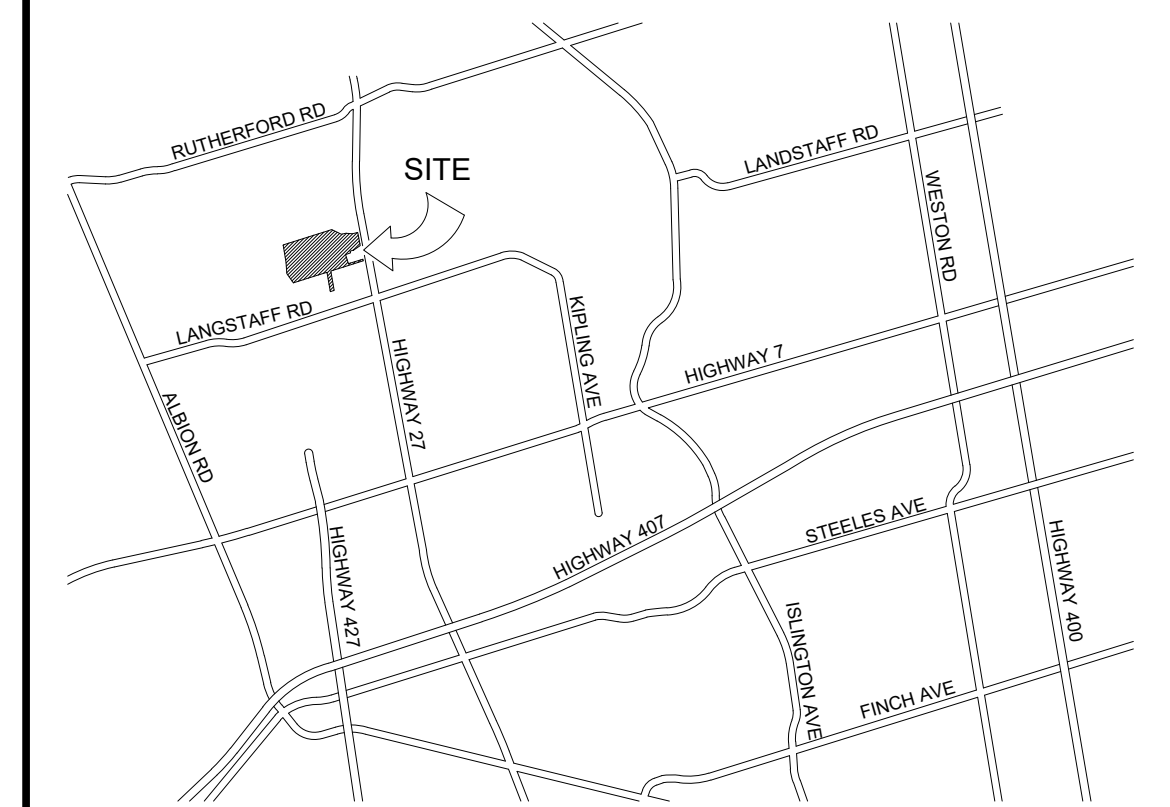 RUTHERFORD RD
SITE
LANDSTAFF RD
WESTON RD
LANGSTAFF RD
KIPLING AVE
HIGHWAY 27
HIGHWAY 7
ALBION RD
HIGHWAY 427
HIGHWAY 407
STEELES AVE
HIGHWAY 400
ISLINGTON AVE
FINCH AVE